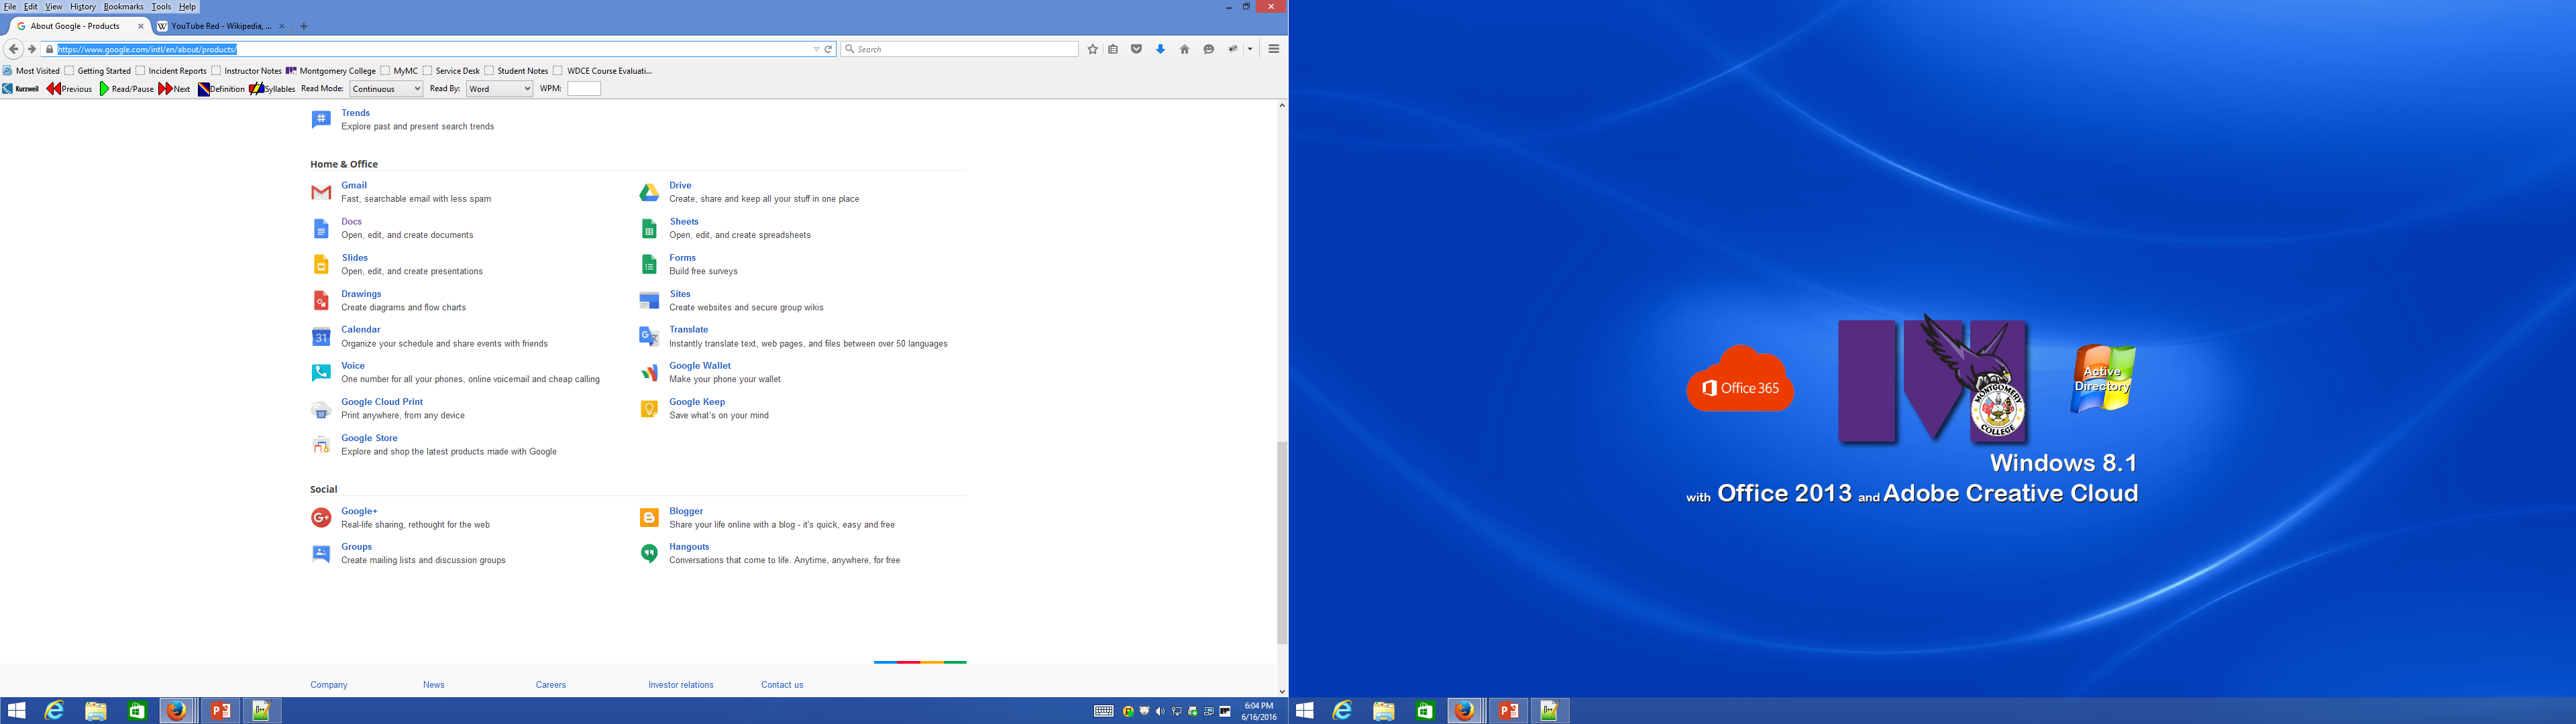 File Edit View History Bookmarks Tools Help
About Google - Products
YouTube Red - Wikipedia, ...
https://www.google.com/intl/en/about/products/
Search
Most Visited Getting Started Incident Reports Instructor Notes Montgomery College MyMC Service Desk Student Notes WDCE Course Evaluati...
Kurzweil Previous Read/Pause Next Definition Syllables Read Mode: Continuous Read By: Word WPM:
Trends
Explore past and present search trends
Home & Office
Gmail
Fast, searchable email with less spam
Drive
Create, share and keep all your stuff in one place
Docs
Open, edit, and create documents
Sheets
Open, edit, and create spreadsheets
Slides
Open, edit, and create presentations
Forms
Build free surveys
Drawings
Create diagrams and flow charts
Sites
Create websites and secure group wikis
Calendar
Organize your schedule and share events with friends
Translate
Instantly translate text, web pages, and files between over 50 languages
Voice
One number for all your phones, online voicemail and cheap calling
Google Wallet
Make your phone your wallet
Google Cloud Print
Print anywhere, from any device
Google Keep
Save what's on your mind
Google Store
Explore and shop the latest products made with Google
Social
Google+
Real-life sharing, rethought for the web
Blogger
Share your life online with a blog - it's quick, easy and free
Groups
Create mailing lists and discussion groups
Hangouts
Conversations that come to life. Anytime, anywhere, for free
Company News Careers Investor relations Contact us
6:04 PM
6/16/2016
Office 365
MONTGOMERY
COLLEGE
Active
Directory
Windows 8.1
with Office 2013 and Adobe Creative Cloud